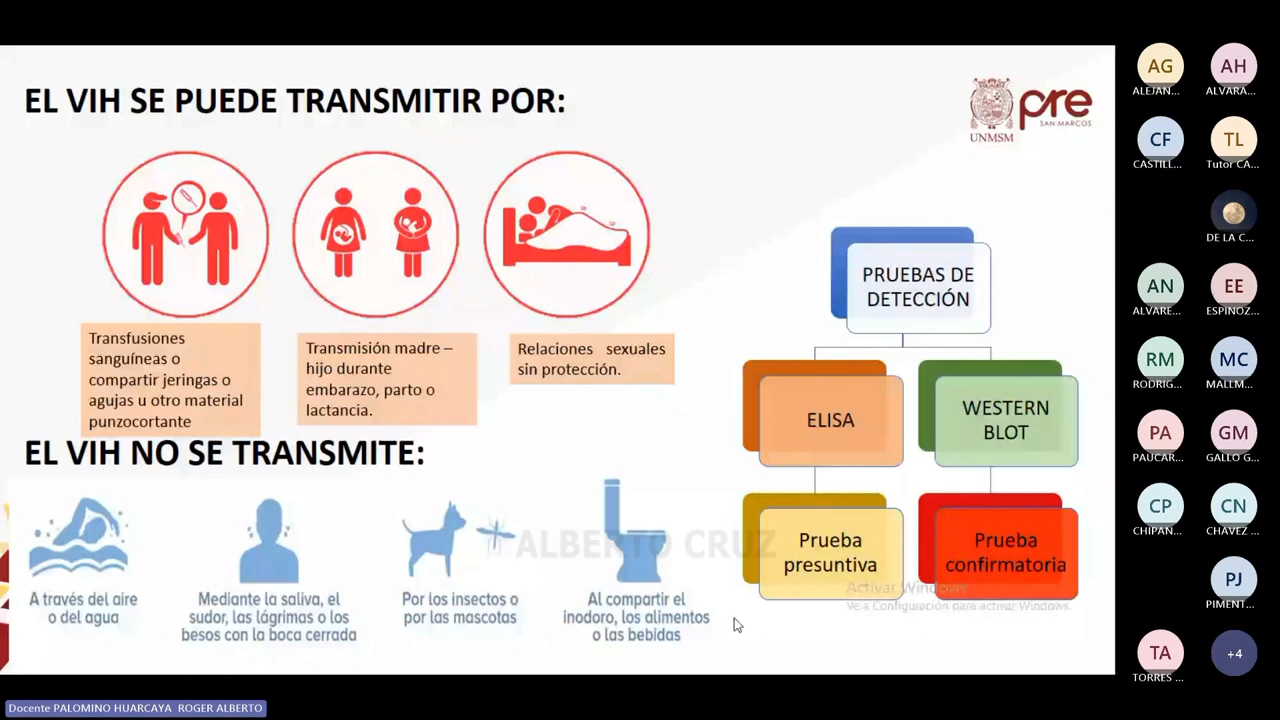 EL VIH SE PUEDE TRANSMITIR POR:
UNMSM
pre
SAN MARCOS
Transfusiones
sanguíneas o
compartir jeringas o
agujas u otro material
punzocortante
Transmisión madre –
hijo durante
embarazo, parto o
lactancia.
Relaciones sexuales
sin protección.
EL VIH NO SE TRANSMITE:
A través del aire
o del agua
Mediante la saliva, el
sudor, las lágrimas o los
besos con la boca cerrada
Por los insectos o
por las mascotas
Al compartir el
inodoro, los alimentos
o las bebidas
ALBERTO CRUZ
PRUEBAS DE
DETECCIÓN
ELISA
WESTERN
BLOT
Prueba
presuntiva
Prueba
confirmatoria
Activar Windows
Ve a Configuración para activar Windows.
AG
ALEJAN...
AH
ALVARA...
CF
CASTILL...
TL
Tutor CA...
DE LA C...
AN
ALVARE...
EE
ESPINOZ...
RM
RODRIG...
MC
MALLM...
PA
PAUCAR...
GM
GALLO G...
CP
CHIPAN...
CN
CHÁVEZ ...
PJ
PIMENT...
TA
TORRES ...
+4
Docente PALOMINO HUARCAYA ROGER ALBERTO